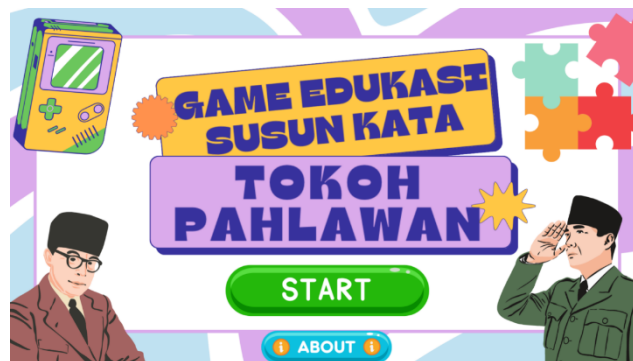 GAME EDUKASI
SUSUN KATA
TOKOH
PAHLAWAN
START
i ABOUT i